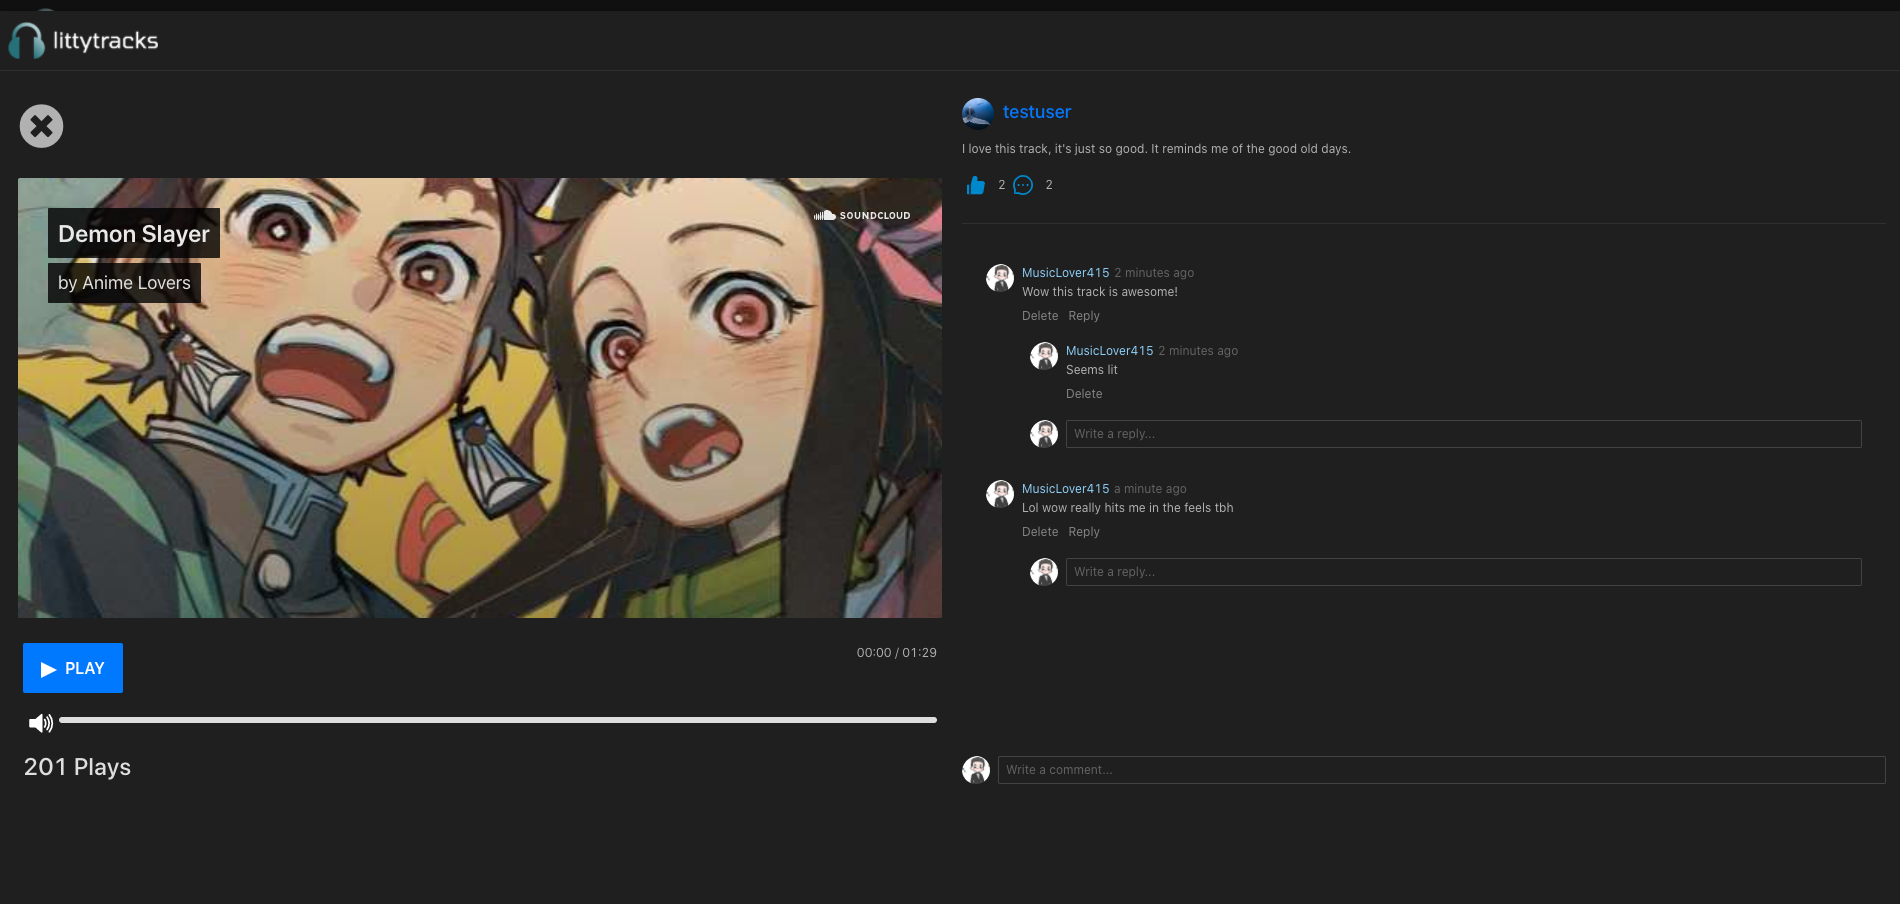 littytracks
Demon Slayer
by Anime Lovers
SOUNDCLOUD
PLAY
00:00 / 01:29
201 Plays
testuser
I love this track, it's just so good. It reminds me of the good old days.
2 2
MusicLover415 2 minutes ago
Wow this track is awesome!
Delete Reply
MusicLover415 2 minutes ago
Seems lit
Delete
Write a reply...
MusicLover415 a minute ago
Lol wow really hits me in the feels tbh
Delete Reply
Write a reply...
Write a comment...